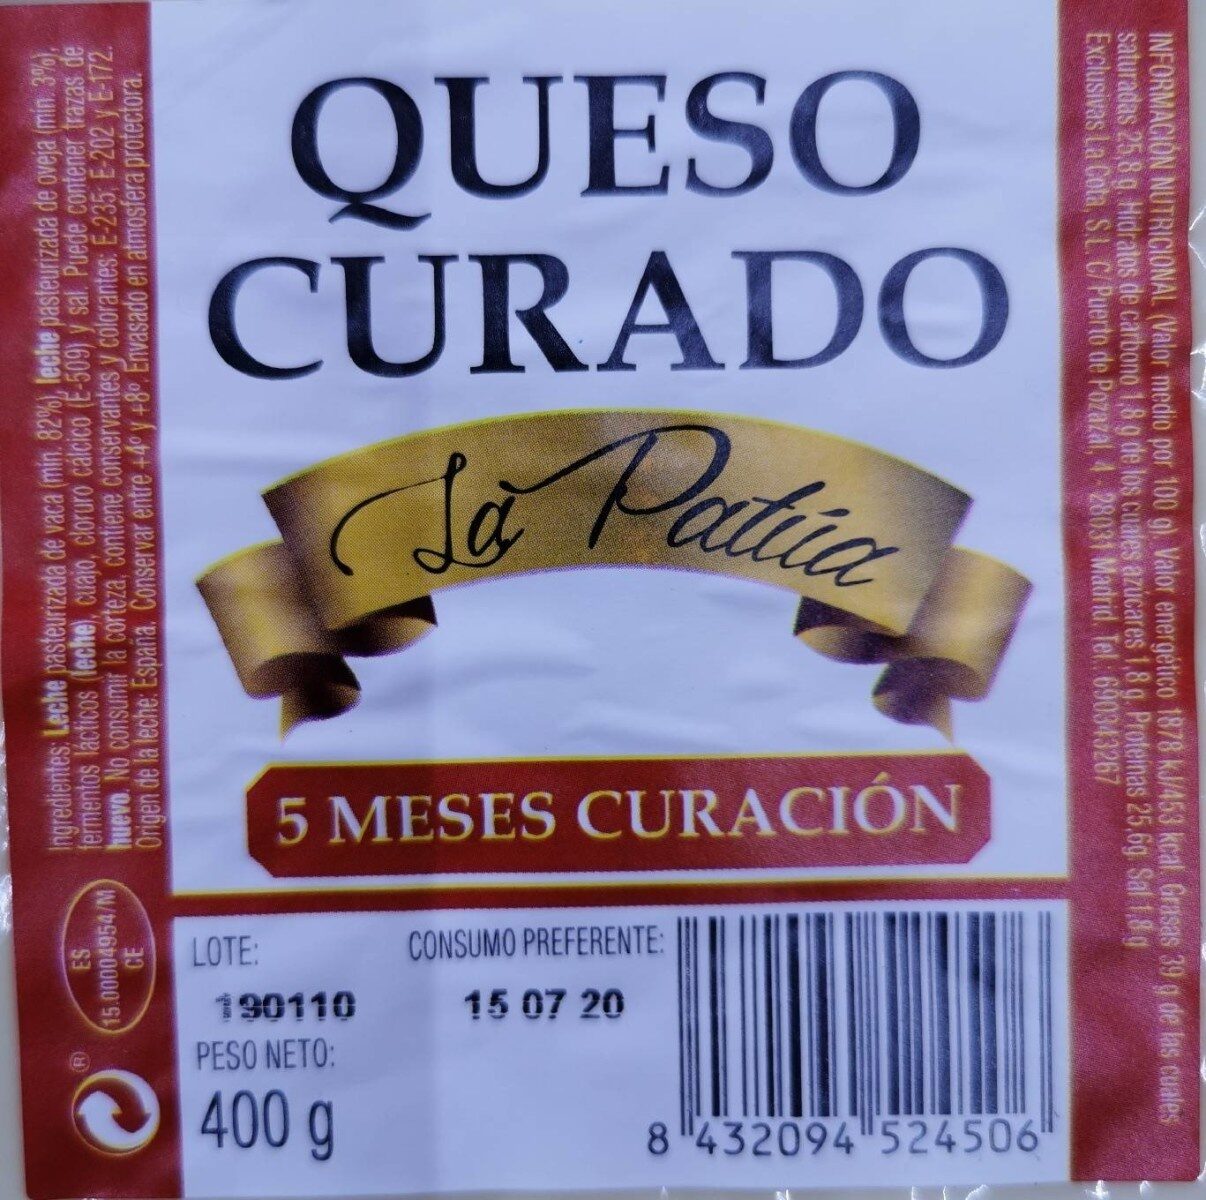 QUESO
CURADO
La Patúa
5 MESES CURACIÓN
LOTE:
190110
CONSUMO PREFERENTE:
15 07 20
PESO NETO:
400 g
8 432094 524506
Ingredientes: Leche pasteurizada de vaca (mín. 82%), leche pasteurizada de oveja (mín. 3%),
fermentos lácticos (leche), cuajo, cloruro cálcico (E-509) y sal. Puede contener trazas de
huevo. No consumir la corteza, contiene conservantes y colorantes: E-235, E-202 y E-172.
Origen de la leche: España. Conservar entre +4º y +8º. Envasado en atmósfera protectora.
ES
15.00004954/M
CE
®
INFORMACIÓN NUTRICIONAL (Valor medio por 100 g). Valor energético 1878 kJ/453 kcal. Grasas 39 g de las cuales
saturadas 25,8 g. Hidratos de carbono 1,8 g de los cuales azúcares 1,8 g. Proteínas 25,6g. Sal 1,8 g
Exclusivas La Coba, S.L. C/ Puerto de Pozazal, 4 - 28031 Madrid. Tel.: 690343267